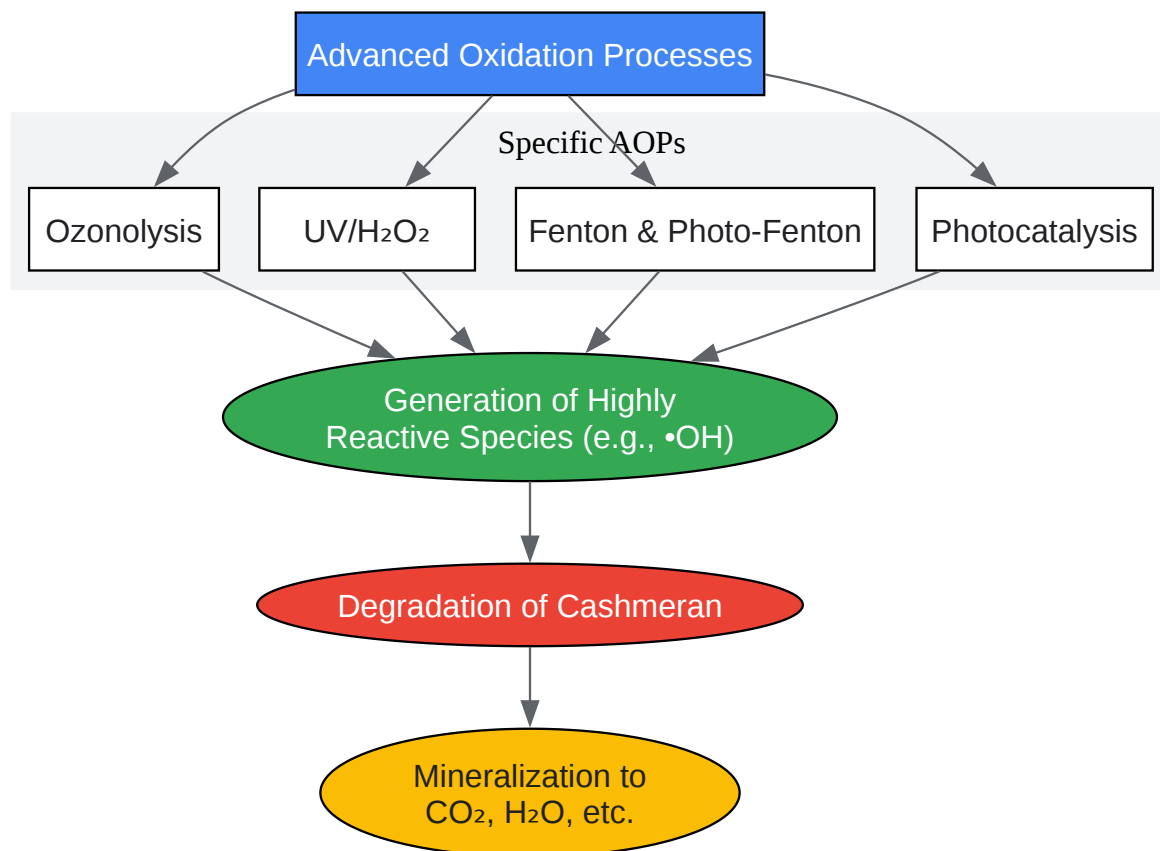 Advanced Oxidation Processes
Specific AOPs
Ozonolysis
UV/H₂O₂
Fenton & Photo-Fenton
Photocatalysis
Generation of Highly
Reactive Species (e.g., •OH)
Degradation of Cashmeran
Mineralization to
CO₂, H₂O, etc.